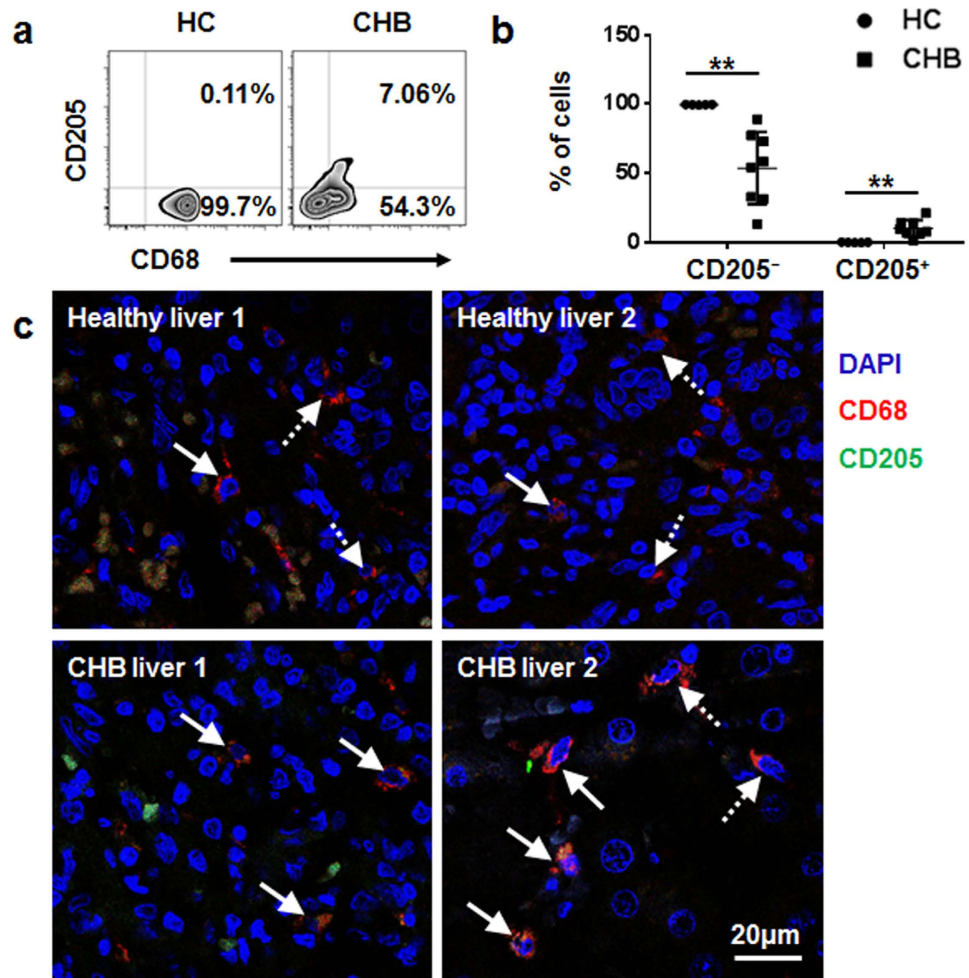 a
HC
CHB
0.11%
99.7%
7.06%
54.3%
CD205
CD68
b
HC
CHB
150
100
50
0
% of cells
**
**
CD205⁻
CD205⁺
c
Healthy liver 1
Healthy liver 2
DAPI
CD68
CD205
CHB liver 1
CHB liver 2
20µm